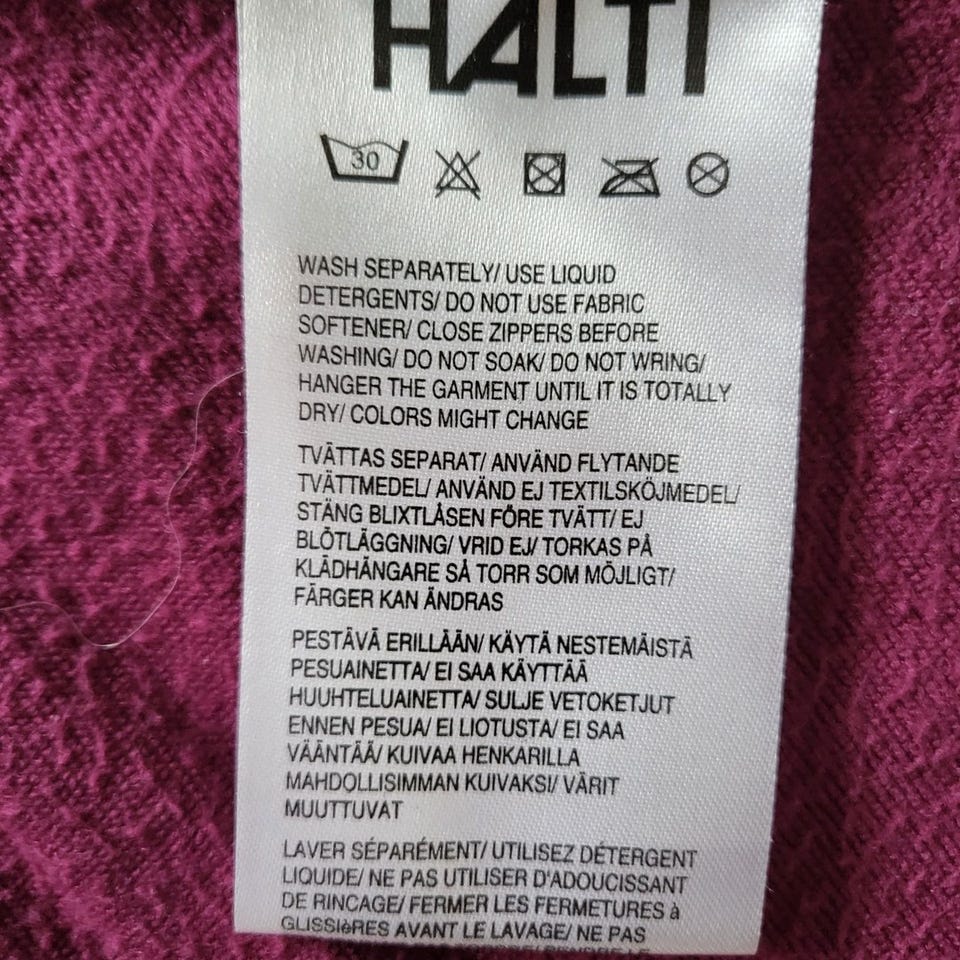 HALTI
30
WASH SEPARATELY/ USE LIQUID
DETERGENTS/ DO NOT USE FABRIC
SOFTENER/ CLOSE ZIPPERS BEFORE
WASHING/ DO NOT SOAK/ DO NOT WRING/
HANGER THE GARMENT UNTIL IT IS TOTALLY
DRY/ COLORS MIGHT CHANGE
TVÄTTAS SEPARAT/ ANVÄND FLYTANDE
TVÄTTMEDEL/ ANVÄND EJ TEXTILSKÖJMEDEL/
STÄNG BLIXTLÅSEN FÖRE TVÄTT/ EJ
BLÖTLÄGGNING/ VRID EJ/ TORKAS PÅ
KLÄDHÄNGARE SÅ TORR SOM MÖJLIGT/
FÄRGER KAN ÄNDRAS
PESTÄVÄ ERILLÄÄN/ KÄYTÄ NESTEMÄISTÄ
PESUAINETTA/ EI SAA KÄYTTÄÄ
HUUHTELUAINETTA/ SULJE VETOKETJUT
ENNEN PESUA/ EI LIOTUSTA/ EI SAA
VÄÄNTÄÄ/ KUIVAA HENKARILLA
MAHDOLLISIMMAN KUIVAKSI/ VÄRIT
MUUTTUVAT
LAVER SÉPARÉMENT/ UTILISEZ DÉTERGENT
LIQUIDE/ NE PAS UTILISER D'ADOUCISSANT
DE RINCAGE/ FERMER LES FERMETURES à
GLISSIèRES AVANT LE LAVAGE/ NE PAS